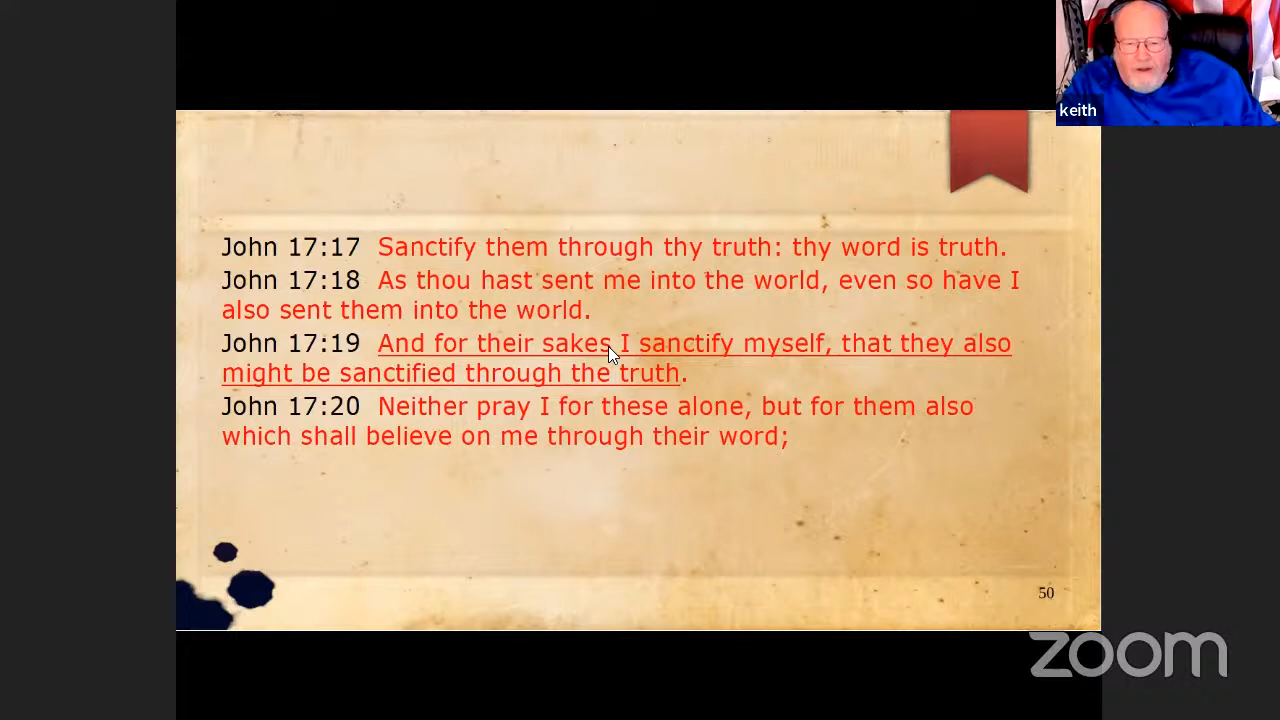 keith
John 17:17 Sanctify them through thy truth: thy word is truth.
John 17:18 As thou hast sent me into the world, even so have I
also sent them into the world.
John 17:19 And for their sakes I sanctify myself, that they also
might be sanctified through the truth.
John 17:20 Neither pray I for these alone, but for them also
which shall believe on me through their word;
50
zoom